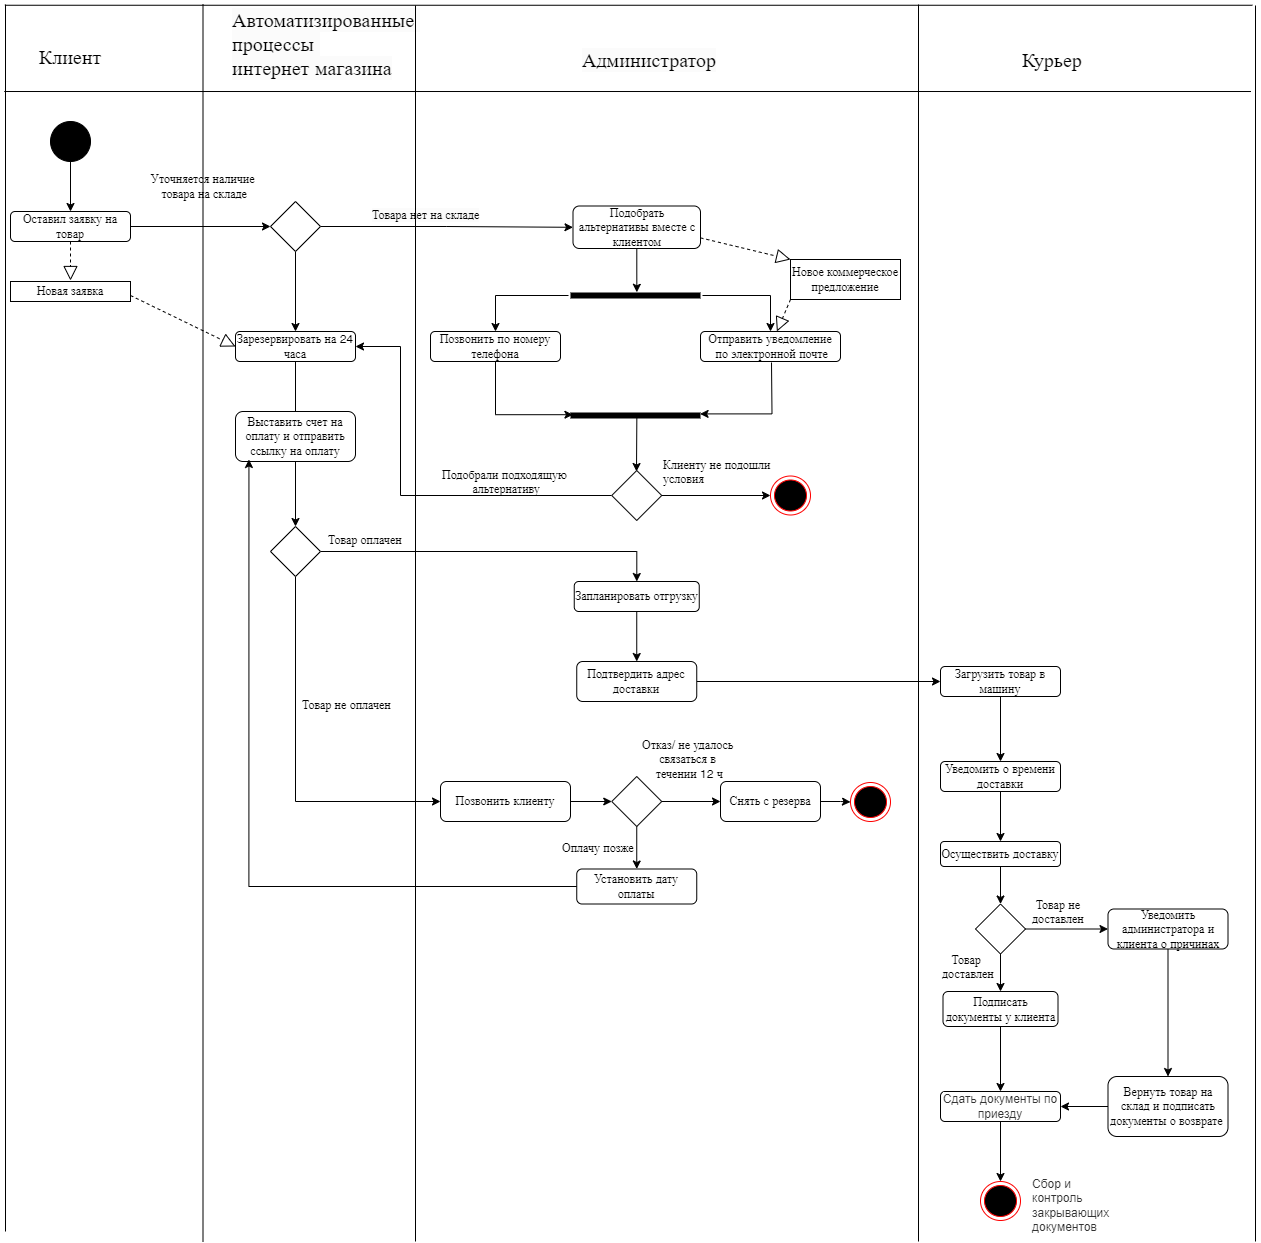 Клиент
Автоматизированные
процессы
интернет магазина
Администратор
Курьер
Уточняется наличие
товара на складе
Оставил заявку на
товар
Товара нет на складе
Подобрать
альтернативы вместе с
клиентом
Новая заявка
Новое коммерческое
предложение
Зарезервировать на 24
часа
Позвонить по номеру
телефона
Отправить уведомление
по электронной почте
Выставить счет на
оплату и отправить
ссылку на оплату
Подобрали подходящую
альтернативу
Клиенту не подошли
условия
Товар оплачен
Запланировать отгрузку
Подтвердить адрес
доставки
Загрузить товар в
машину
Товар не оплачен
Отказ/ не удалось
связаться в
течении 12 ч
Уведомить о времени
доставки
Позвонить клиенту
Снять с резерва
Оплачу позже
Осуществить доставку
Установить дату
оплаты
Товар не
доставлен
Уведомить
администратора и
клиента о причинах
Товар
доставлен
Подписать
документы у клиента
Сдать документы по
приезду
Вернуть товар на
склад и подписать
документы о возврате
Сбор и
контроль
закрывающих
документов